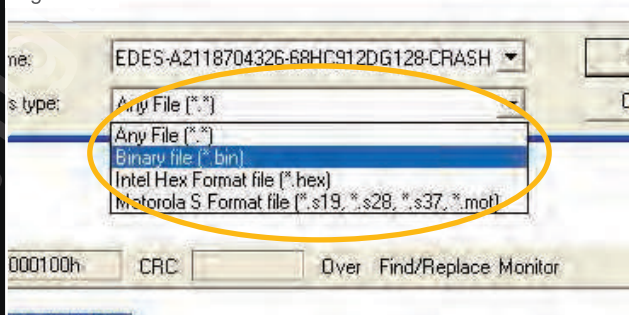 me: EDES-A2118704326-68HC912DG128-CRASH
s type: Any File (*.*)
Any File (*.*)
Binary file (*.bin)
Intel Hex Format file (*.hex)
Motorola S Format file (*.s19, *.s28, *.s37, *.mot)
000100h CRC Over Find/Replace Monitor